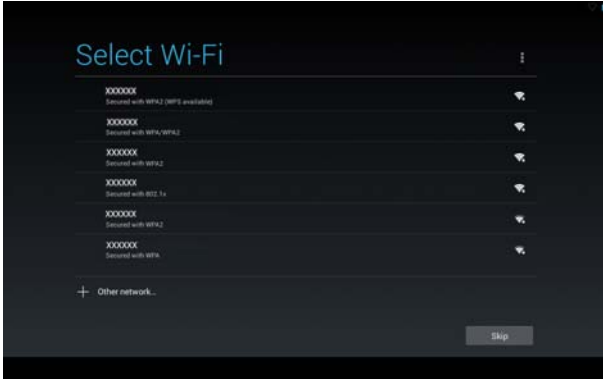 Select Wi-Fi
XXXXXX
Secured with WPA2 (WPS available)
XXXXXX
Secured with WPA/WPA2
XXXXXX
Secured with WPA2
XXXXXX
Secured with 802.1x
XXXXXX
Secured with WPA2
XXXXXX
Secured with WPA
Other network...
Skip